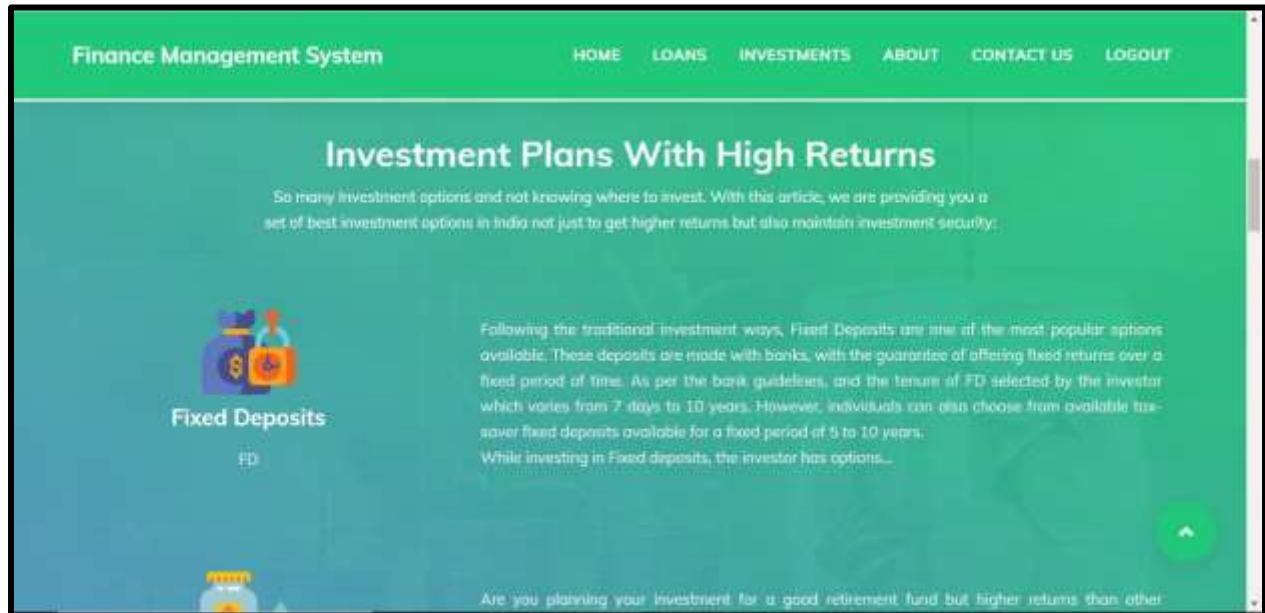 Finance Management System
HOME LOANS INVESTMENTS ABOUT CONTACT US LOGOUT
Investment Plans With High Returns
So many Investment options and not knowing where to invest. With this article, we are providing you a
set of best investment options in India not just to get higher returns but also maintain investment security:
Following the traditional investment ways, Fixed Deposits are one of the most popular options
available. These deposits are made with banks, with the guarantee of offering fixed returns over a
fixed period of time. As per the bank guidelines, and the tenure of FD selected by the investor
which varies from 7 days to 10 years. However, individuals can also choose from available tax-
saver fixed deposits available for a fixed period of 5 to 10 years.
While investing in Fixed deposits, the investor has options...
Fixed Deposits
FD
Are you planning your investment for a good retirement fund but higher returns than other